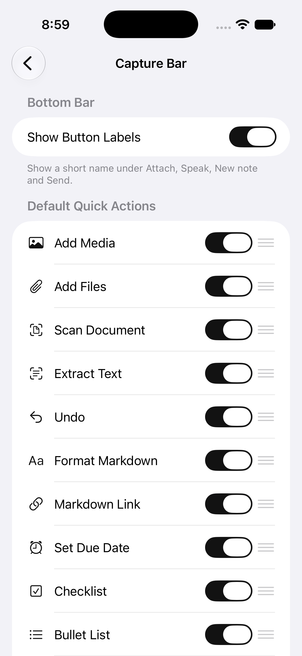 8:59
Capture Bar
Bottom Bar
Show Button Labels
Show a short name under Attach, Speak, New note
and Send.
Default Quick Actions
Add Media
Add Files
Scan Document
Extract Text
Undo
Aa Format Markdown
Markdown Link
Set Due Date
Checklist
Bullet List